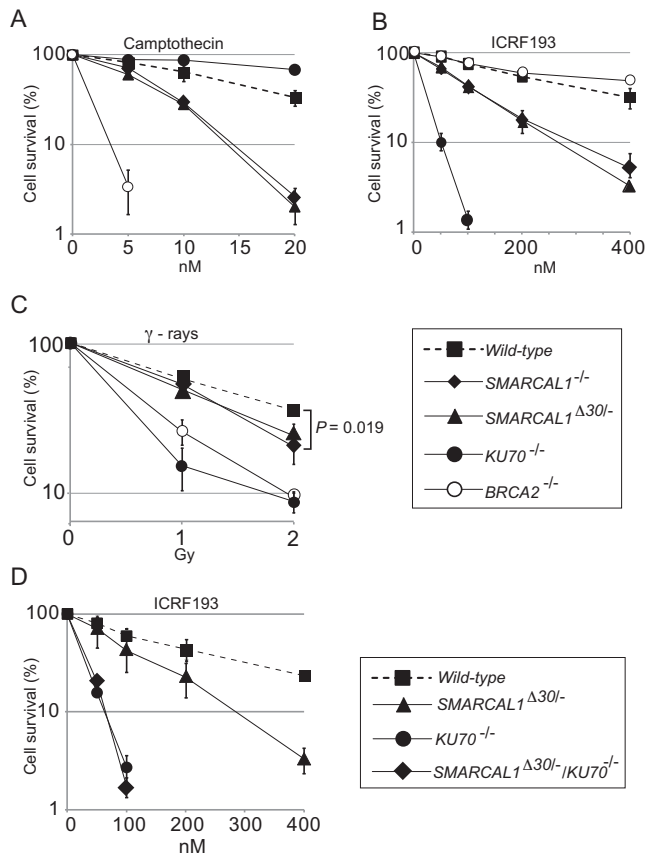 A
Camptothecin
Cell survival (%)
100
10
1
0 5 10 15 20
nM
B
ICRF193
Cell survival (%)
100
10
1
0 200 400
nM
C
γ - rays
Cell survival (%)
100
10
0 1 2
Gy
P = 0.019
Wild-type
SMARCAL1-/-
SMARCAL1Δ30/-
KU70-/-
BRCA2-/-
D
ICRF193
Cell survival (%)
100
10
1
0 100 200 300 400
nM
Wild-type
SMARCAL1Δ30/-
KU70-/-
SMARCAL1Δ30/-/KU70-/-